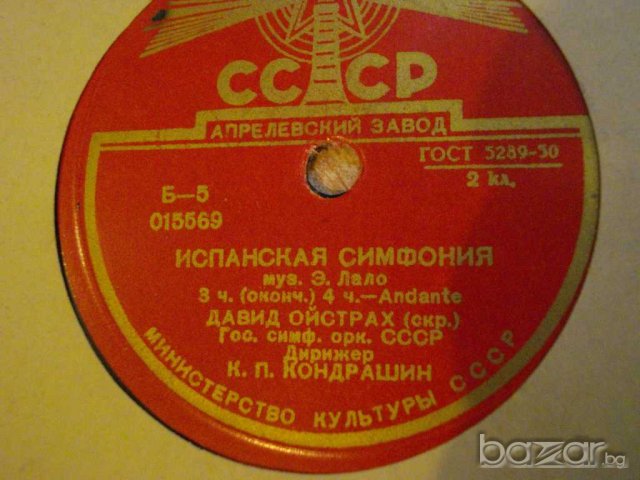 СССР
АПРЕЛЕВСКИЙ ЗАВОД
ГОСТ 5289-50
2 кл.
Б—5
015569
ИСПАНСКАЯ СИМФОНИЯ
муз. Э. Лало
3 ч. (оконч.) 4 ч.—Andante
ДАВИД ОЙСТРАХ (скр.)
Гос. симф. орк. СССР
Дирижер
К. П. КОНДРАШИН
МИНИСТЕРСТВО КУЛЬТУРЫ СССР
bazar.bg